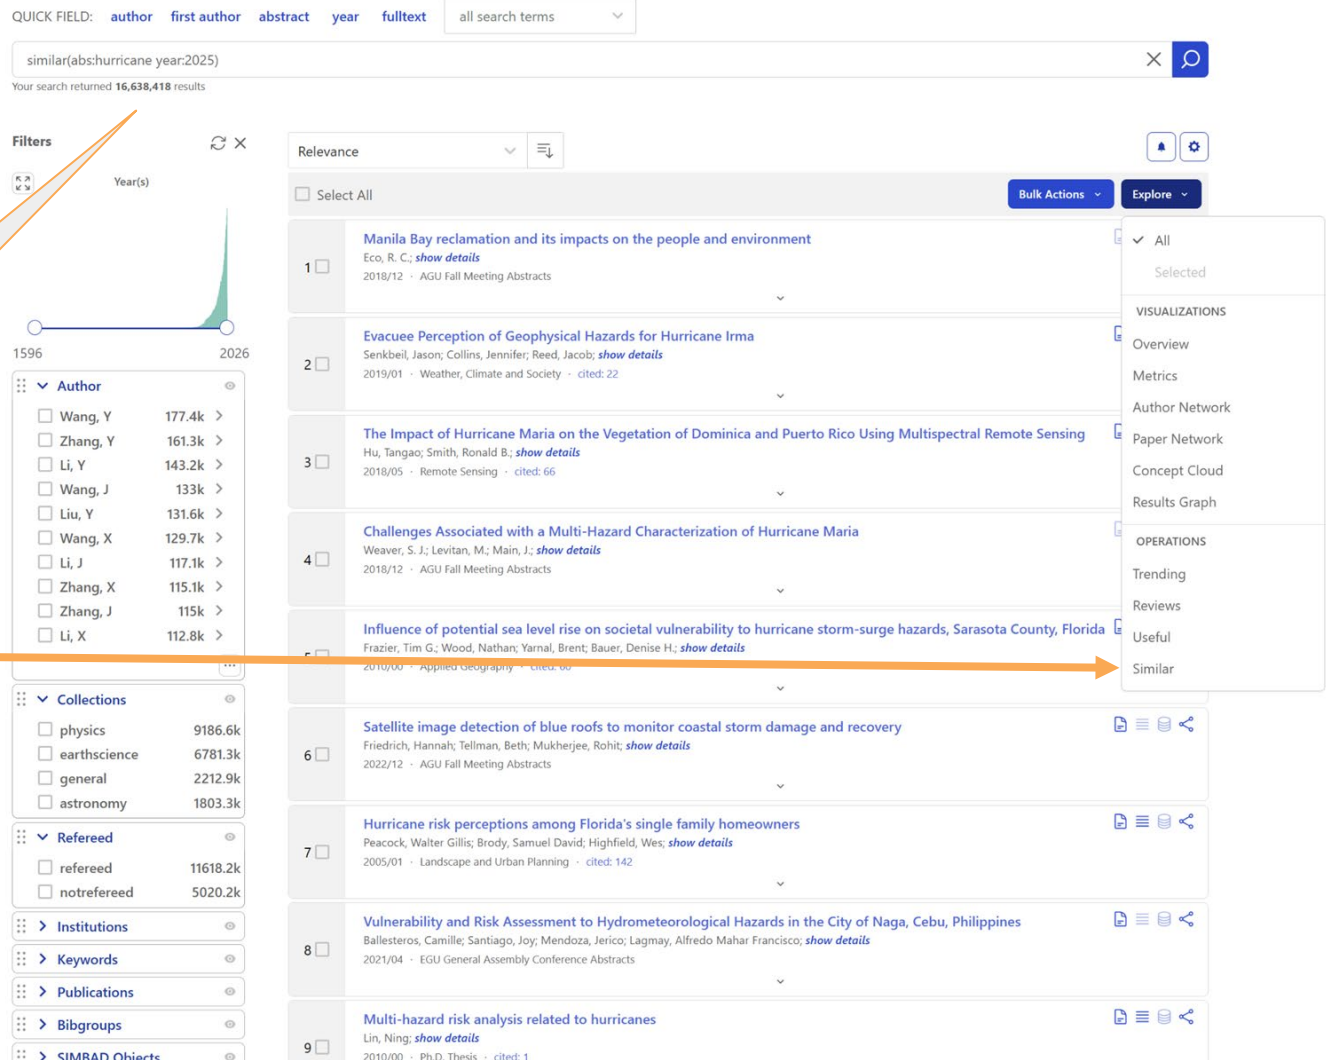 QUICK FIELD: author first author abstract year fulltext all search terms
similar(abs:hurricane year:2025)
Your search returned 16,638,418 results
Filters
Year(s)
1596 2026
Author
Wang, Y 177.4k
Zhang, Y 161.3k
Li, Y 143.2k
Wang, J 133k
Liu, Y 131.6k
Wang, X 129.7k
Li, J 117.1k
Zhang, X 115.1k
Zhang, J 115k
Li, X 112.8k
Collections
physics 9186.6k
earthscience 6781.3k
general 2212.9k
astronomy 1803.3k
Refereed
refereed 11618.2k
notrefereed 5020.2k
Institutions
Keywords
Publications
Bibgroups
SIMBAD Objects
Relevance
Select All
Bulk Actions Explore
1 Manila Bay reclamation and its impacts on the people and environment
Eco, R. C.; show details
2018/12 · AGU Fall Meeting Abstracts
2 Evacuee Perception of Geophysical Hazards for Hurricane Irma
Senkbeil, Jason; Collins, Jennifer; Reed, Jacob; show details
2019/01 · Weather, Climate and Society · cited: 22
3 The Impact of Hurricane Maria on the Vegetation of Dominica and Puerto Rico Using Multispectral Remote Sensing
Hu, Tangao; Smith, Ronald B.; show details
2018/05 · Remote Sensing · cited: 66
4 Challenges Associated with a Multi-Hazard Characterization of Hurricane Maria
Weaver, S. J.; Levitan, M.; Main, J.; show details
2018/12 · AGU Fall Meeting Abstracts
Influence of potential sea level rise on societal vulnerability to hurricane storm-surge hazards, Sarasota County, Florida
Frazier, Tim G.; Wood, Nathan; Yarnal, Brent; Bauer, Denise H.; show details
2010/00 · Applied Geography
6 Satellite image detection of blue roofs to monitor coastal storm damage and recovery
Friedrich, Hannah; Tellman, Beth; Mukherjee, Rohit; show details
2022/12 · AGU Fall Meeting Abstracts
7 Hurricane risk perceptions among Florida's single family homeowners
Peacock, Walter Gillis; Brody, Samuel David; Highfield, Wes; show details
2005/01 · Landscape and Urban Planning · cited: 142
8 Vulnerability and Risk Assessment to Hydrometeorological Hazards in the City of Naga, Cebu, Philippines
Ballesteros, Camille; Santiago, Joy; Mendoza, Jerico; Lagmay, Alfredo Mahar Francisco; show details
2021/04 · EGU General Assembly Conference Abstracts
9 Multi-hazard risk analysis related to hurricanes
Lin, Ning; show details
2010/00 · Ph.D. Thesis · cited: 1
All
Selected
VISUALIZATIONS
Overview
Metrics
Author Network
Paper Network
Concept Cloud
Results Graph
OPERATIONS
Trending
Reviews
Useful
Similar